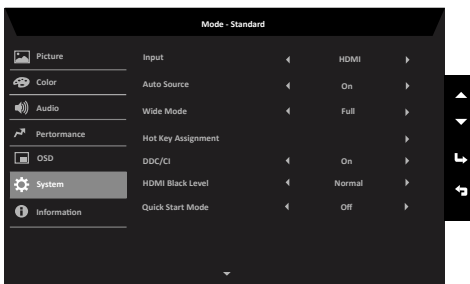 Mode - Standard
Picture
Color
Audio
Pertormance
OSD
System
Information
Input HDMI
Auto Source On
Wide Mode Full
Hot Key Assignment
DDC/CI On
HDMI Black Level Normal
Quick Start Mode Off